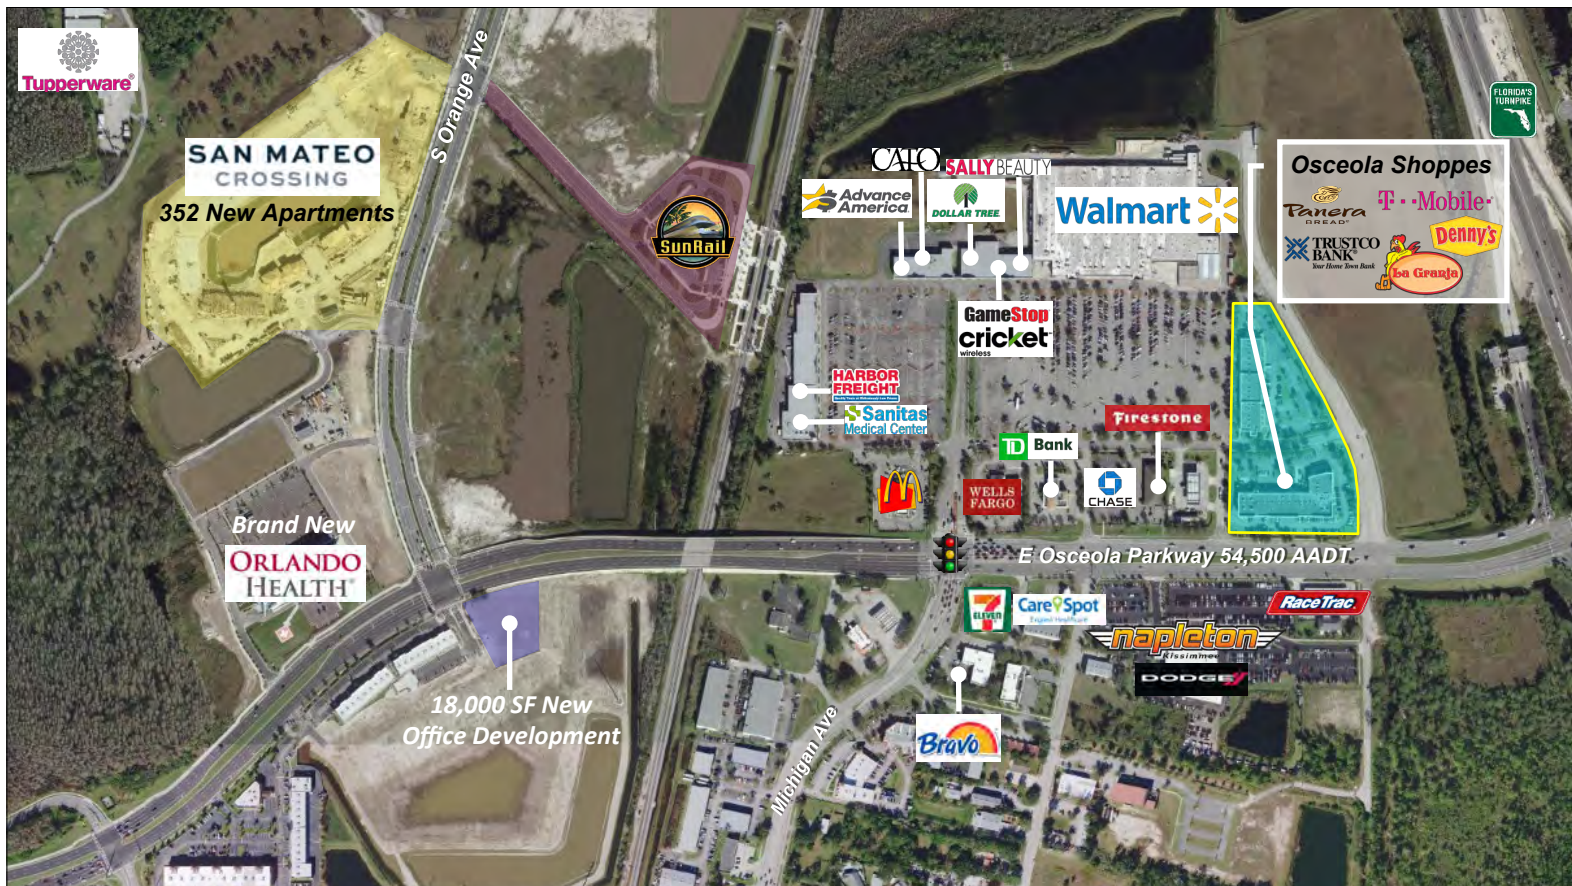 Tupperware®
S Orange Ave
FLORIDA'S
TURNPIKE
SAN MATEO
CROSSING
352 New Apartments
SunRail
CATO
SALLY BEAUTY
Advance
America
DOLLAR TREE
Walmart
Osceola Shoppes
Panera
BREAD®
T··Mobile·
TRUSTCO
BANK®
Your Home Town Bank
Denny's
La Granja
GameStop
cricket
wireless
HARBOR
FREIGHT
Sanitas
Medical Center
Firestone
TD Bank
WELLS
FARGO
CHASE
Brand New
ORLANDO
HEALTH®
E Osceola Parkway 54,500 AADT
7
ELEVEN
CareSpot
Express Healthcare
RaceTrac
napleton
Kissimmee
DODGE
18,000 SF New
Office Development
Bravo
Michigan Ave